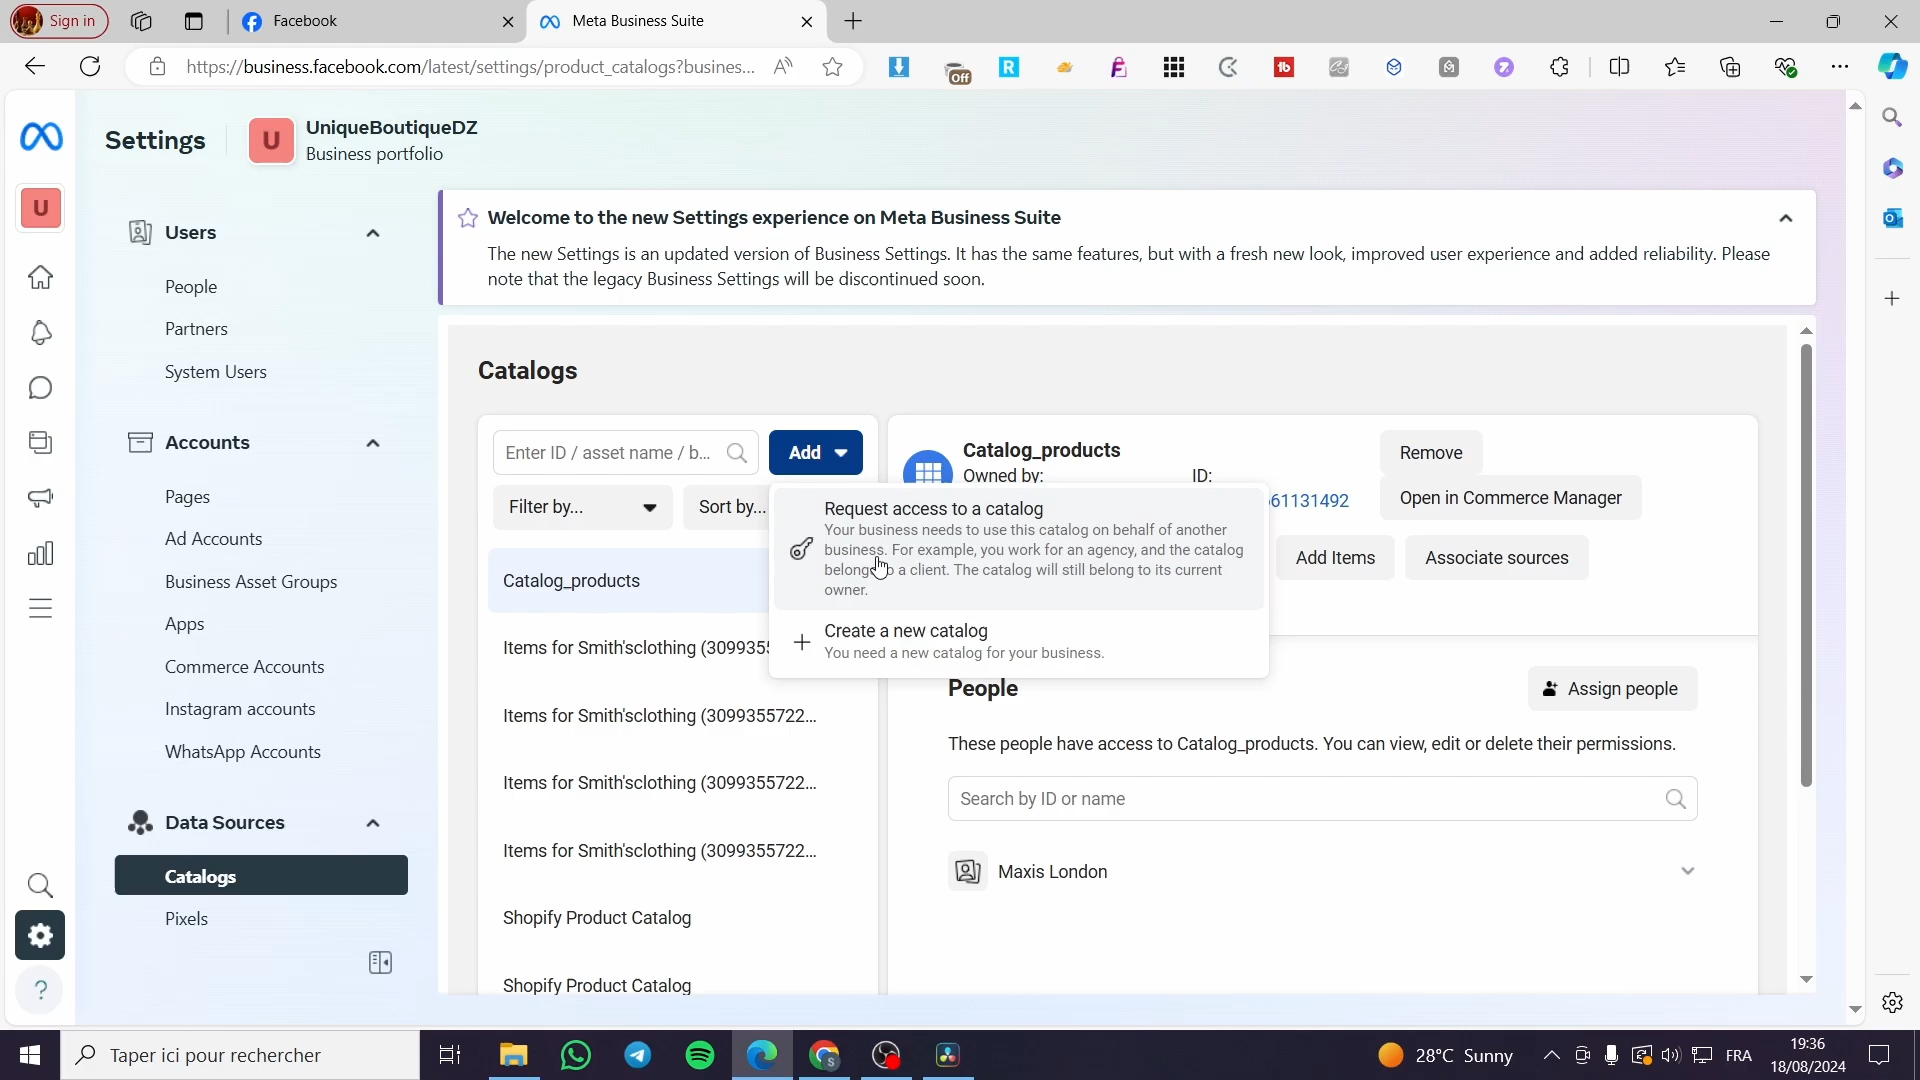 Sign in
Facebook
Meta Business Suite
https://business.facebook.com/latest/settings/product_catalogs?busines...
Off
Settings
U
UniqueBoutiqueDZ
Business portfolio
U
Users
People
Partners
System Users
Accounts
Pages
Ad Accounts
Business Asset Groups
Apps
Commerce Accounts
Instagram accounts
WhatsApp Accounts
Data Sources
Catalogs
Pixels
Welcome to the new Settings experience on Meta Business Suite
The new Settings is an updated version of Business Settings. It has the same features, but with a fresh new look, improved user experience and added reliability. Please
note that the legacy Business Settings will be discontinued soon.
Catalogs
Enter ID / asset name / b...
Add
Filter by...
Sort by...
Catalog_products
Items for Smith'sclothing (309935
Items for Smith'sclothing (3099355722...
Items for Smith'sclothing (3099355722...
Items for Smith'sclothing (3099355722...
Shopify Product Catalog
Shopify Product Catalog
Request access to a catalog
Your business needs to use this catalog on behalf of another
business. For example, you work for an agency, and the catalog
belongs to a client. The catalog will still belong to its current
owner.
Create a new catalog
You need a new catalog for your business.
Catalog_products
Owned by:
ID:
61131492
Remove
Open in Commerce Manager
Add Items
Associate sources
People
Assign people
These people have access to Catalog_products. You can view, edit or delete their permissions.
Search by ID or name
Maxis London
Taper ici pour rechercher
28°C Sunny
FRA
19:36
18/08/2024